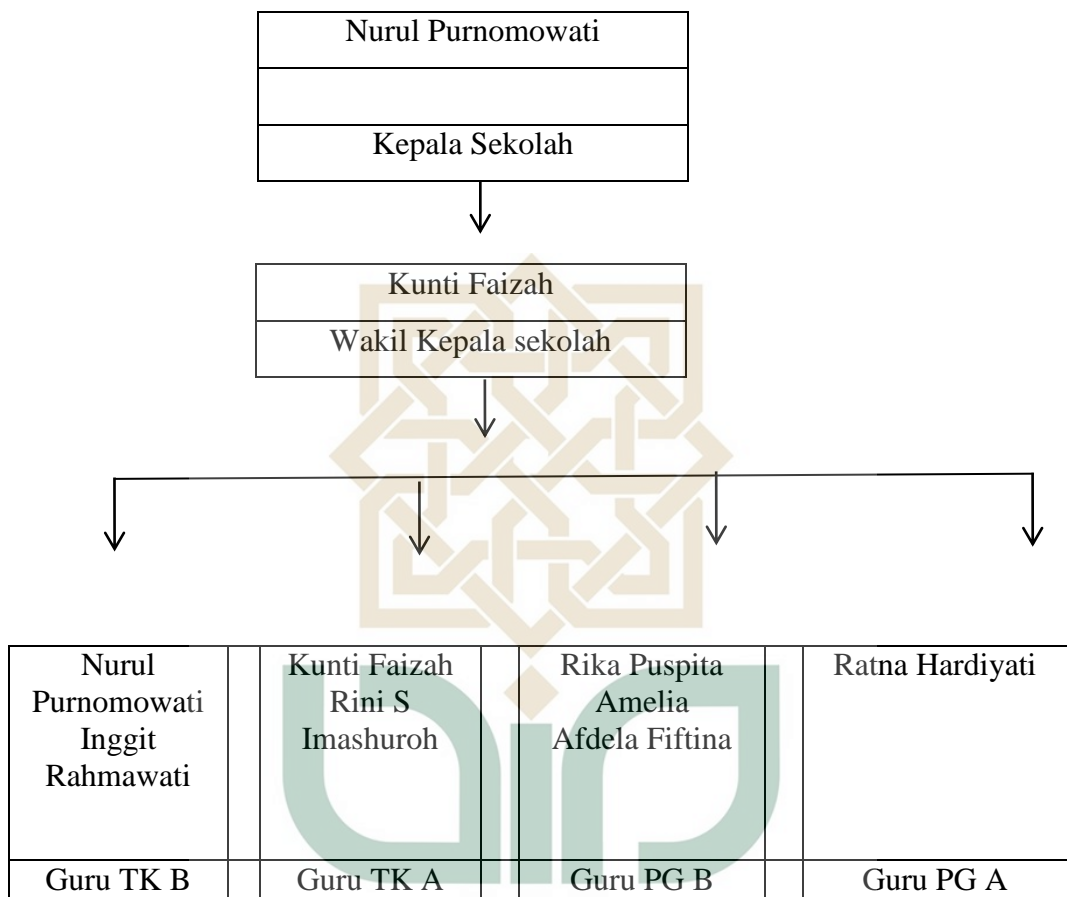 Nurul Purnomowati
Kepala Sekolah
Kunti Faizah
Wakil Kepala sekolah
Nurul
Purnomowati
Inggit
Rahmawati
Guru TK B
Kunti Faizah
Rini S
Imashuroh
Guru TK A
Rika Puspita
Amelia
Afdela Fiftina
Guru PG B
Ratna Hardiyati
Guru PG A